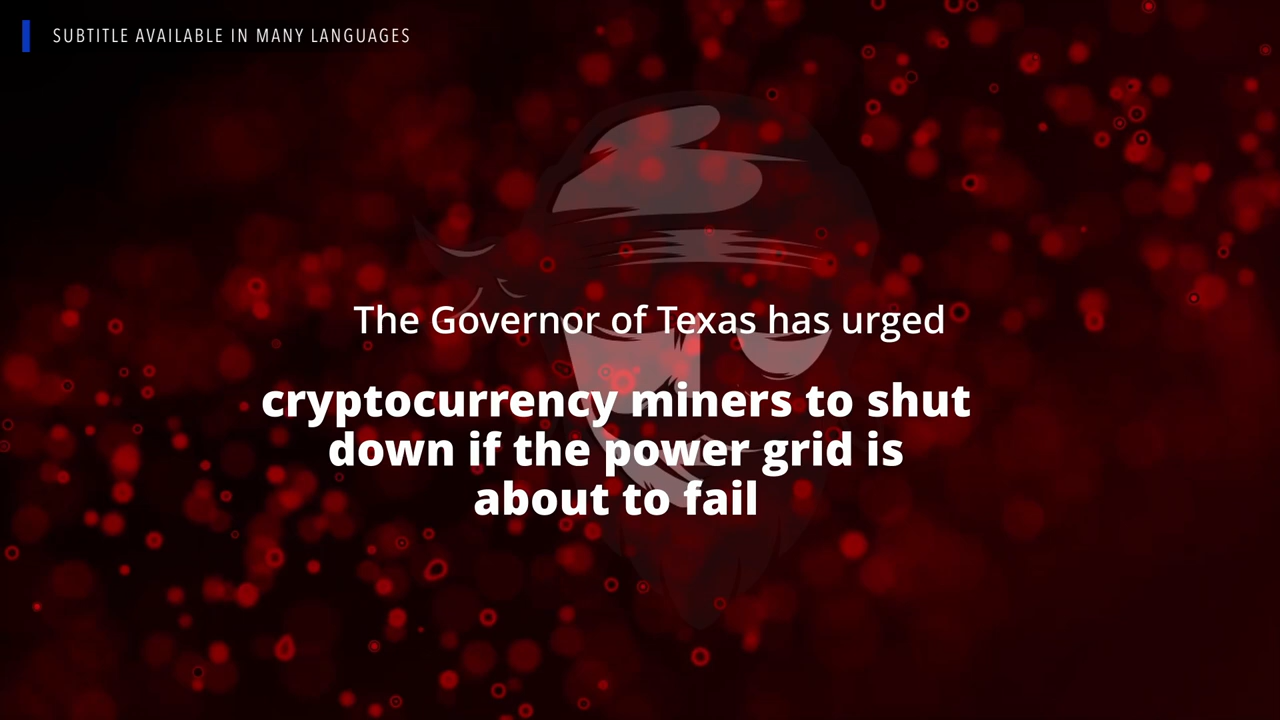 SUBTITLE AVAILABLE IN MANY LANGUAGES
The Governor of Texas has urged
cryptocurrency miners to shut
down if the power grid is
about to fail